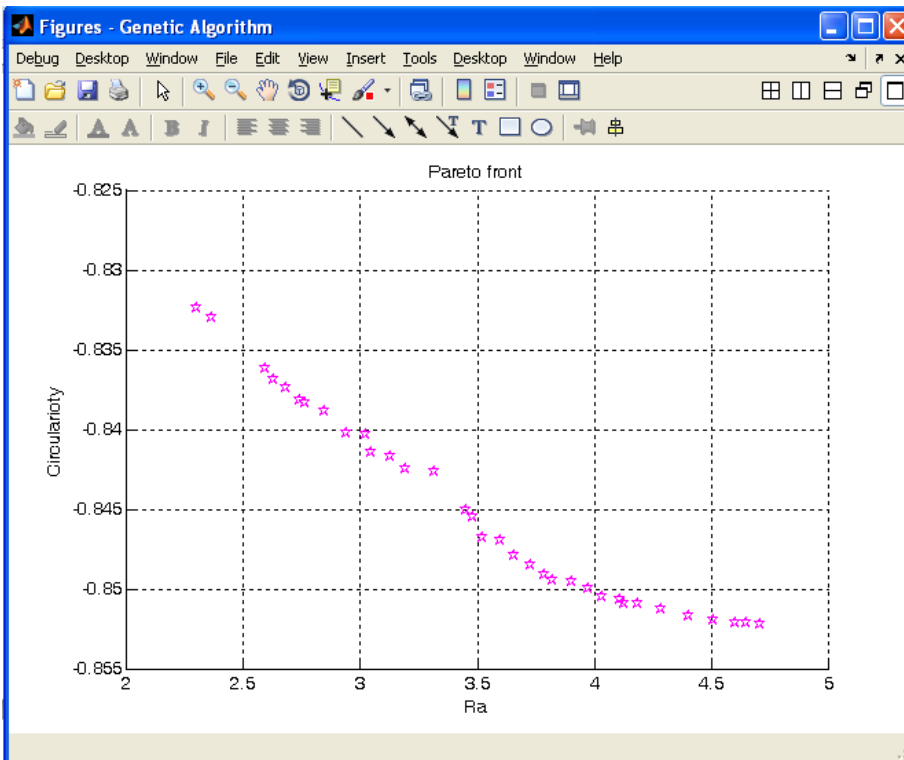 Figures - Genetic Algorithm
Debug Desktop Window File Edit View Insert Tools Desktop Window Help
A A B I T T
Pareto front
-0.825
-0.83
-0.835
-0.84
-0.845
-0.85
-0.855
Circularioty
2 2.5 3 3.5 4 4.5 5
Ra